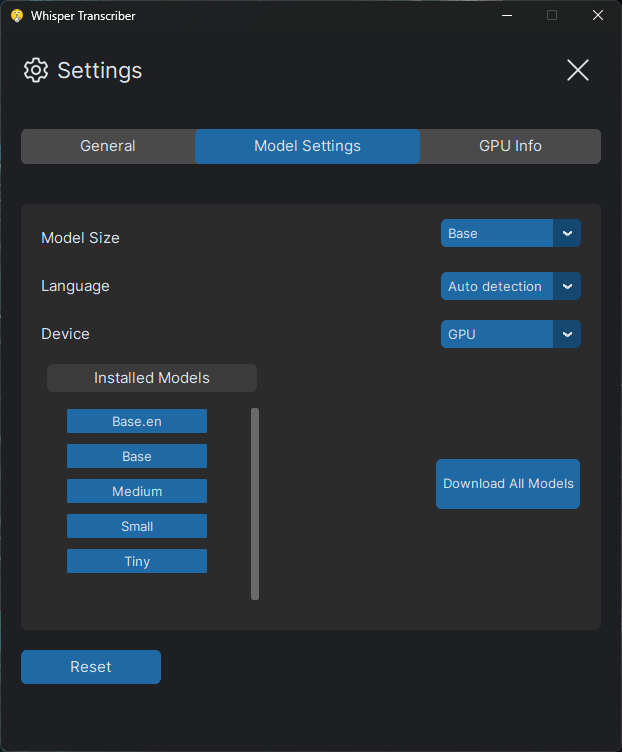 Whisper Transcriber
Settings
General Model Settings GPU Info
Model Size Base
Language Auto detection
Device GPU
Installed Models
Base.en
Base
Download All Models
Medium
Small
Tiny
Reset